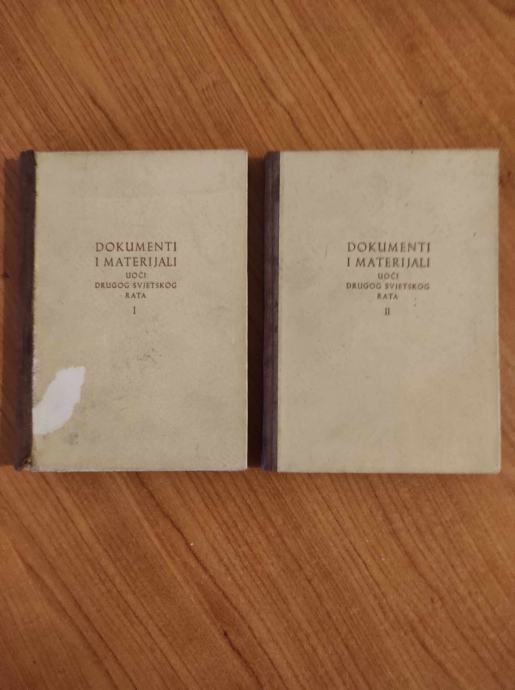 DOKUMENTI
I MATERIJALI
UOČI
DRUGOG SVJETSKOG
RATA
I
DOKUMENTI
I MATERIJALI
UOČI
DRUGOG SVJETSKOG
RATA
II